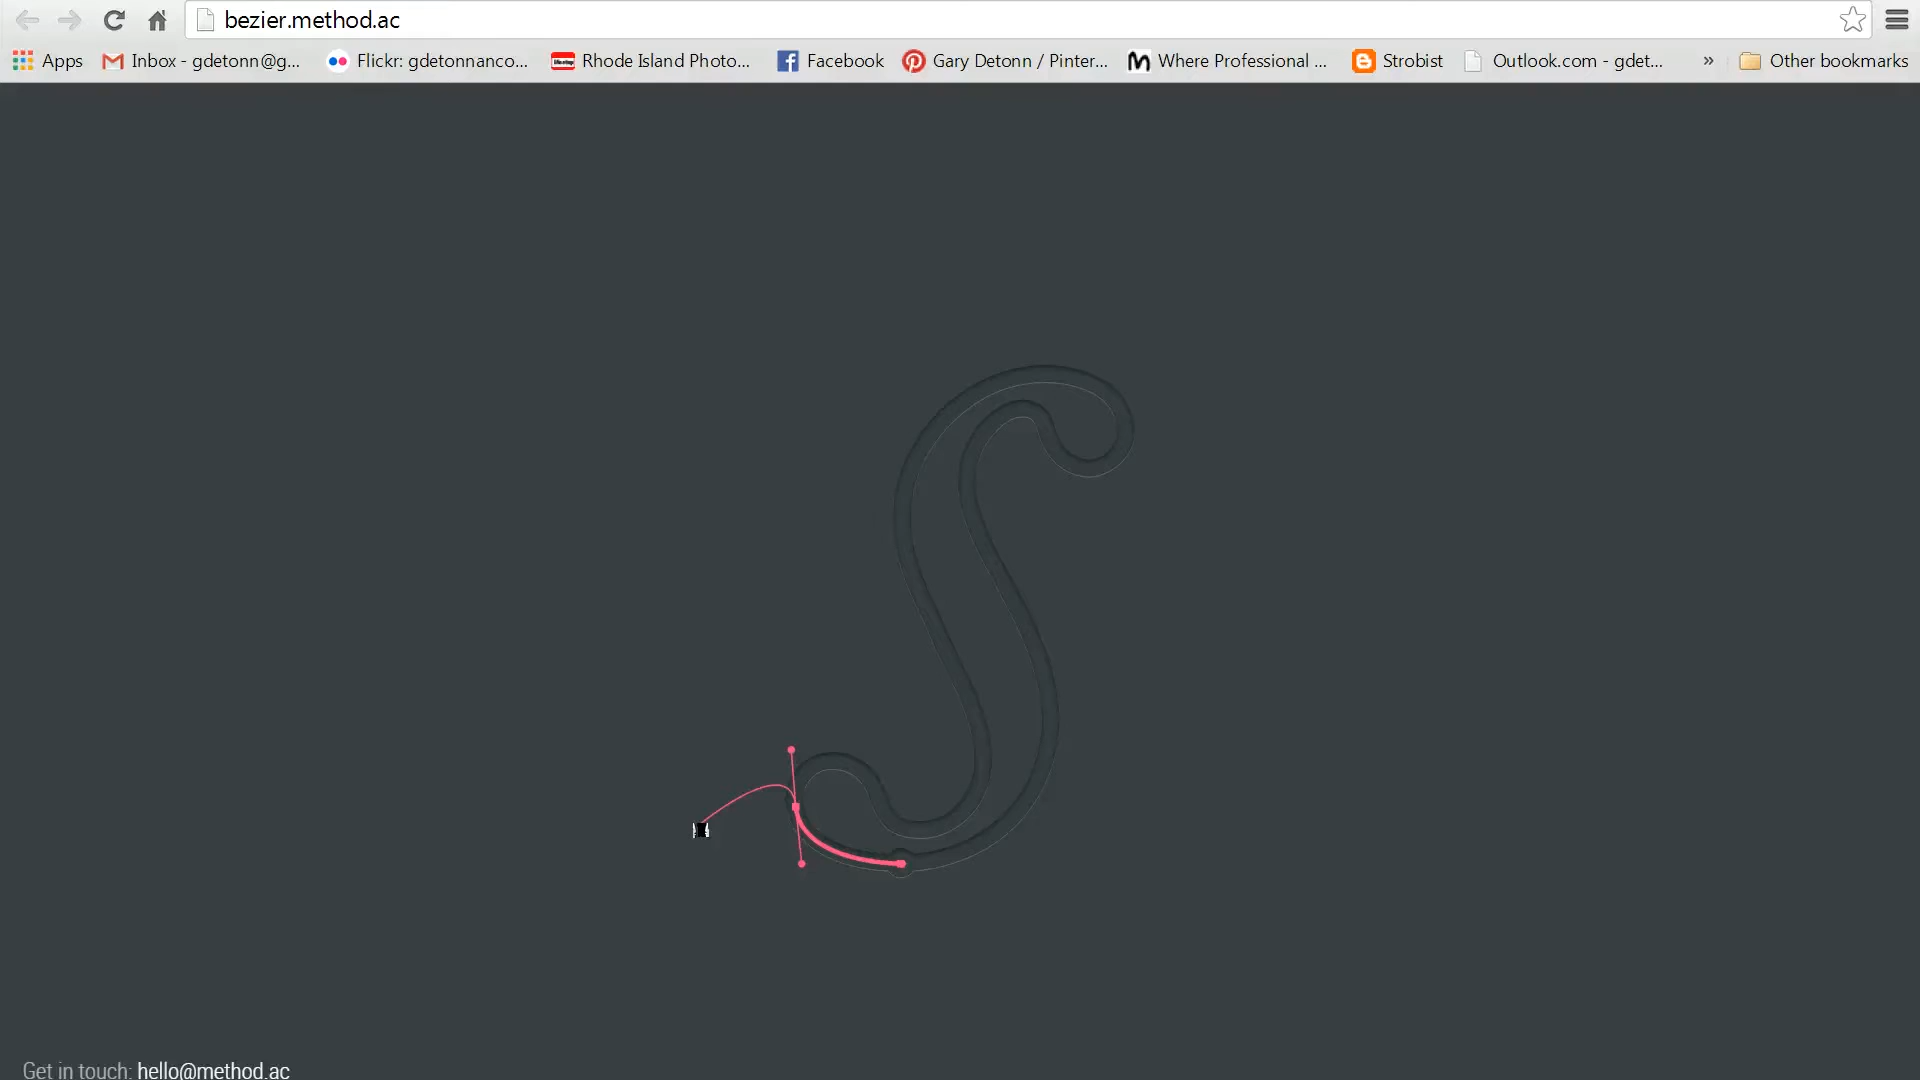 bezier.method.ac
Apps Inbox - gdetonn@g... Flickr: gdetonnanco... Rhode Island Photo... Facebook Gary Detonn / Pinter... Where Professional ... Strobist Outlook.com - gdet... » Other bookmarks
Get in touch: hello@method.ac